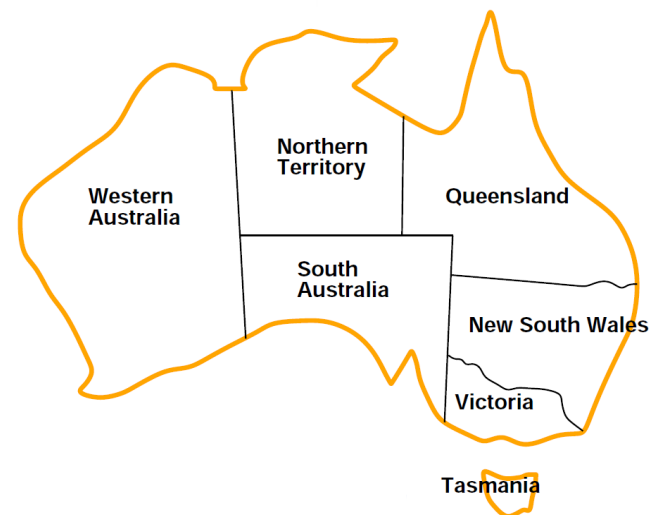 Northern
Territory
Western
Australia
Queensland
South
Australia
New South Wales
Victoria
Tasmania